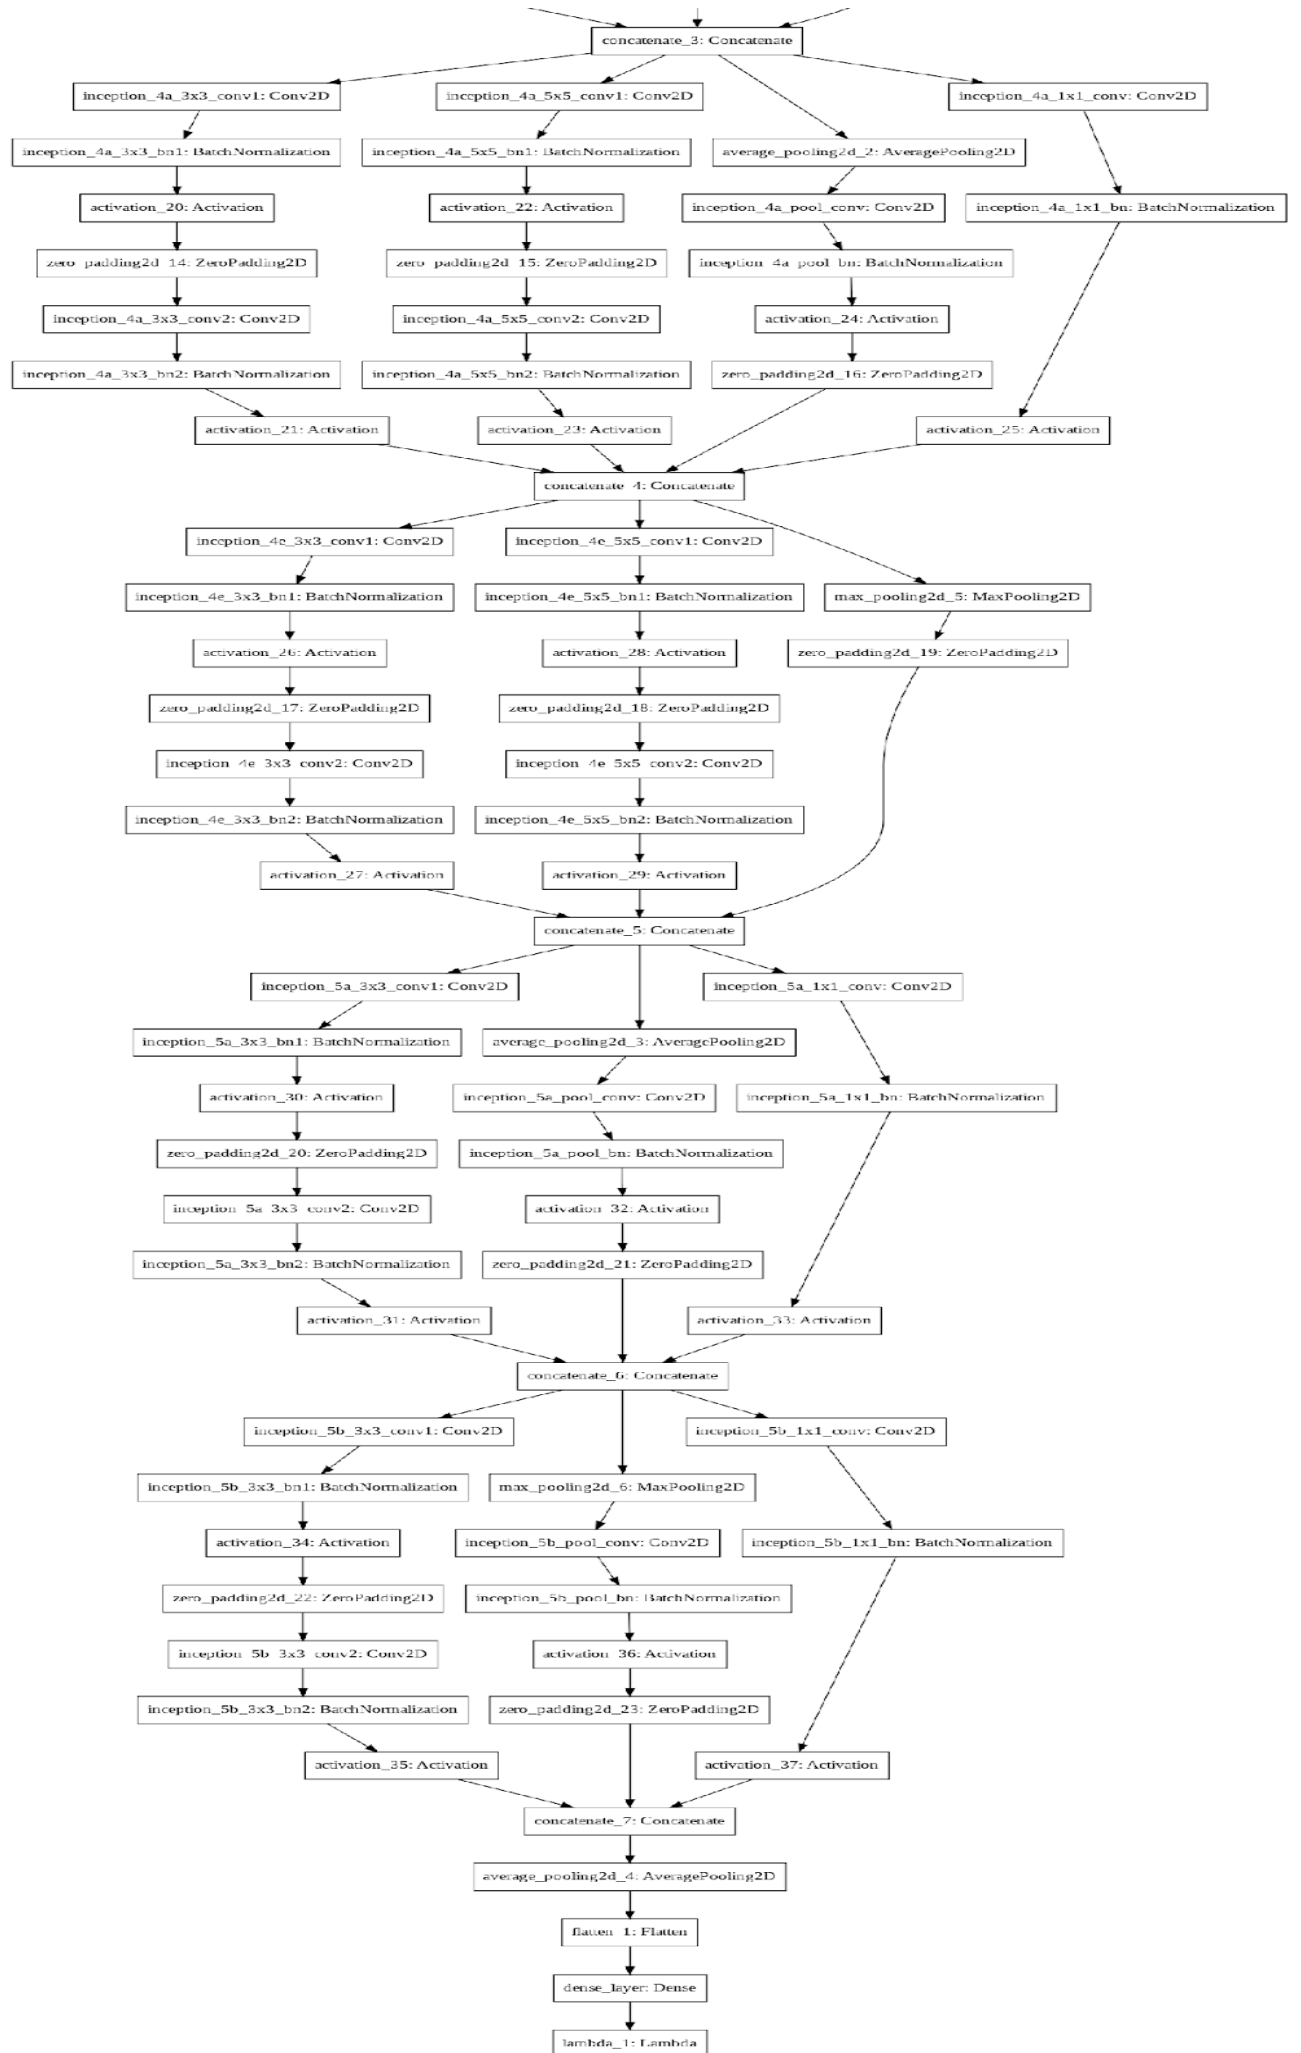 concatenate_3: Concatenate
inception_4a_3x3_conv1: Conv2D
inception_4a_5x5_conv1: Conv2D
inception_4a_1x1_conv: Conv2D
inception_4a_3x3_bn1: BatchNormalization
inception_4a_5x5_bn1: BatchNormalization
average_pooling2d_2: AveragePooling2D
activation_20: Activation
activation_22: Activation
inception_4a_pool_conv: Conv2D
inception_4a_1x1_bn: BatchNormalization
zero_padding2d_14: ZeroPadding2D
zero_padding2d_15: ZeroPadding2D
inception_4a_pool_bn: BatchNormalization
inception_4a_3x3_conv2: Conv2D
inception_4a_5x5_conv2: Conv2D
activation_24: Activation
inception_4a_3x3_bn2: BatchNormalization
inception_4a_5x5_bn2: BatchNormalization
zero_padding2d_16: ZeroPadding2D
activation_21: Activation
activation_23: Activation
activation_25: Activation
concatenate_4: Concatenate
inception_4e_3x3_conv1: Conv2D
inception_4e_5x5_conv1: Conv2D
inception_4e_3x3_bn1: BatchNormalization
inception_4e_5x5_bn1: BatchNormalization
max_pooling2d_5: MaxPooling2D
activation_26: Activation
activation_28: Activation
zero_padding2d_19: ZeroPadding2D
zero_padding2d_17: ZeroPadding2D
zero_padding2d_18: ZeroPadding2D
inception_4e_3x3_conv2: Conv2D
inception_4e_5x5_conv2: Conv2D
inception_4e_3x3_bn2: BatchNormalization
inception_4e_5x5_bn2: BatchNormalization
activation_27: Activation
activation_29: Activation
concatenate_5: Concatenate
inception_5a_3x3_conv1: Conv2D
inception_5a_1x1_conv: Conv2D
inception_5a_3x3_bn1: BatchNormalization
average_pooling2d_3: AveragePooling2D
activation_30: Activation
inception_5a_pool_conv: Conv2D
inception_5a_1x1_bn: BatchNormalization
zero_padding2d_20: ZeroPadding2D
inception_5a_pool_bn: BatchNormalization
inception_5a_3x3_conv2: Conv2D
activation_32: Activation
inception_5a_3x3_bn2: BatchNormalization
zero_padding2d_21: ZeroPadding2D
activation_31: Activation
activation_33: Activation
concatenate_6: Concatenate
inception_5b_3x3_conv1: Conv2D
inception_5b_1x1_conv: Conv2D
inception_5b_3x3_bn1: BatchNormalization
max_pooling2d_6: MaxPooling2D
activation_34: Activation
inception_5b_pool_conv: Conv2D
inception_5b_1x1_bn: BatchNormalization
zero_padding2d_22: ZeroPadding2D
inception_5b_pool_bn: BatchNormalization
inception_5b_3x3_conv2: Conv2D
activation_36: Activation
inception_5b_3x3_bn2: BatchNormalization
zero_padding2d_23: ZeroPadding2D
activation_35: Activation
activation_37: Activation
concatenate_7: Concatenate
average_pooling2d_4: AveragePooling2D
flatten_1: Flatten
dense_layer: Dense
lambda_1: Lambda